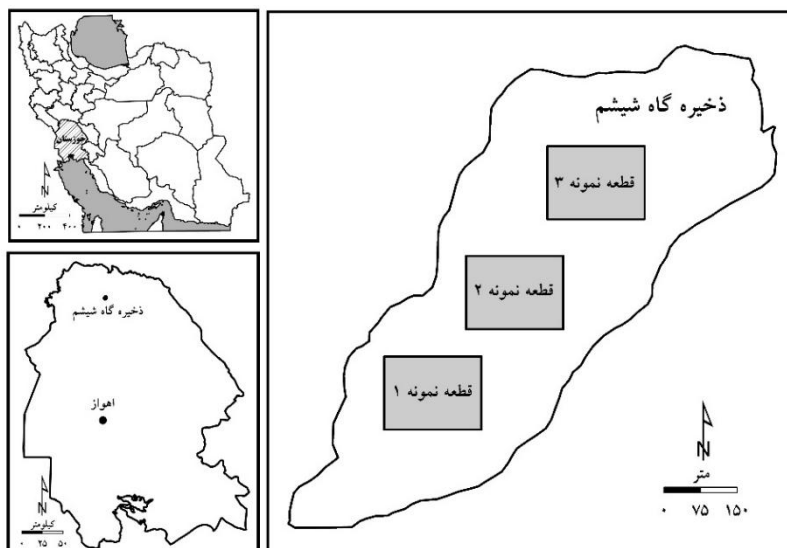 خوزستان
N
کیلومتر
۰ ۲۰۰ ۴۰۰
ذخیره گاه شیشم
اهواز
N
کیلومتر
۰ ۲۵ ۵۰
ذخیره گاه شیشم
قطعه نمونه ۳
قطعه نمونه ۲
قطعه نمونه ۱
N
متر
۰ ۷۵ ۱۵۰